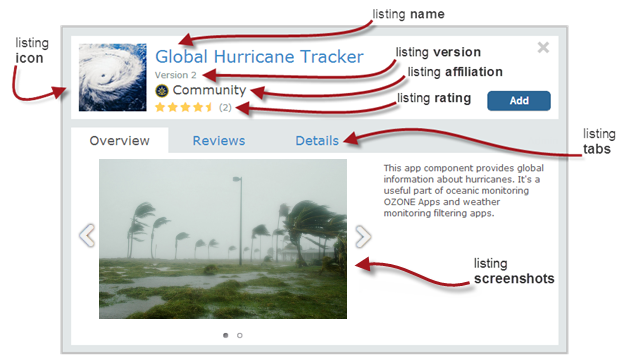 listing name
listing
icon
Global Hurricane Tracker
listing version
Version 2
listing affiliation
Community
listing rating
(2)
Add
Overview
Reviews
Details
listing
tabs
This app component provides global
information about hurricanes. It's a
useful part of oceanic monitoring
OZONE Apps and weather
monitoring filtering apps.
listing
screenshots